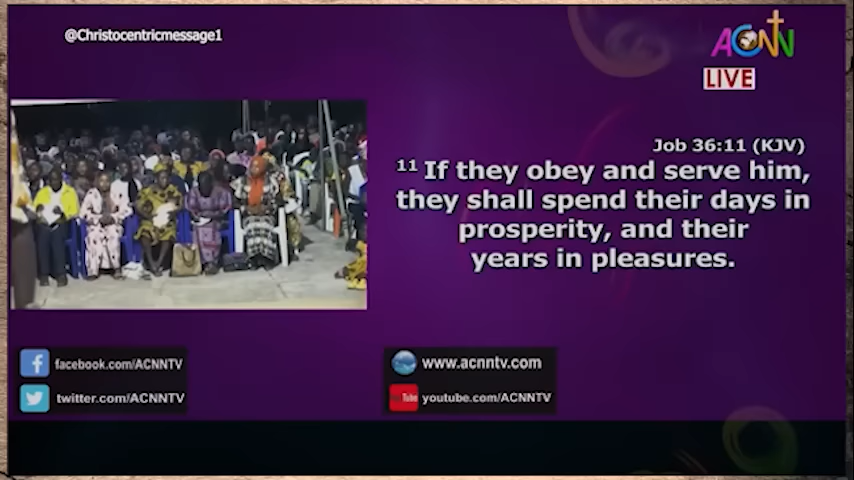 @Christocentricmessage1
ACNN
LIVE
Job 36:11 (KJV)
11 If they obey and serve him,
they shall spend their days in
prosperity, and their
years in pleasures.
facebook.com/ACNNTV
www.acnntv.com
twitter.com/ACNNTV
YouTube youtube.com/ACNNTV